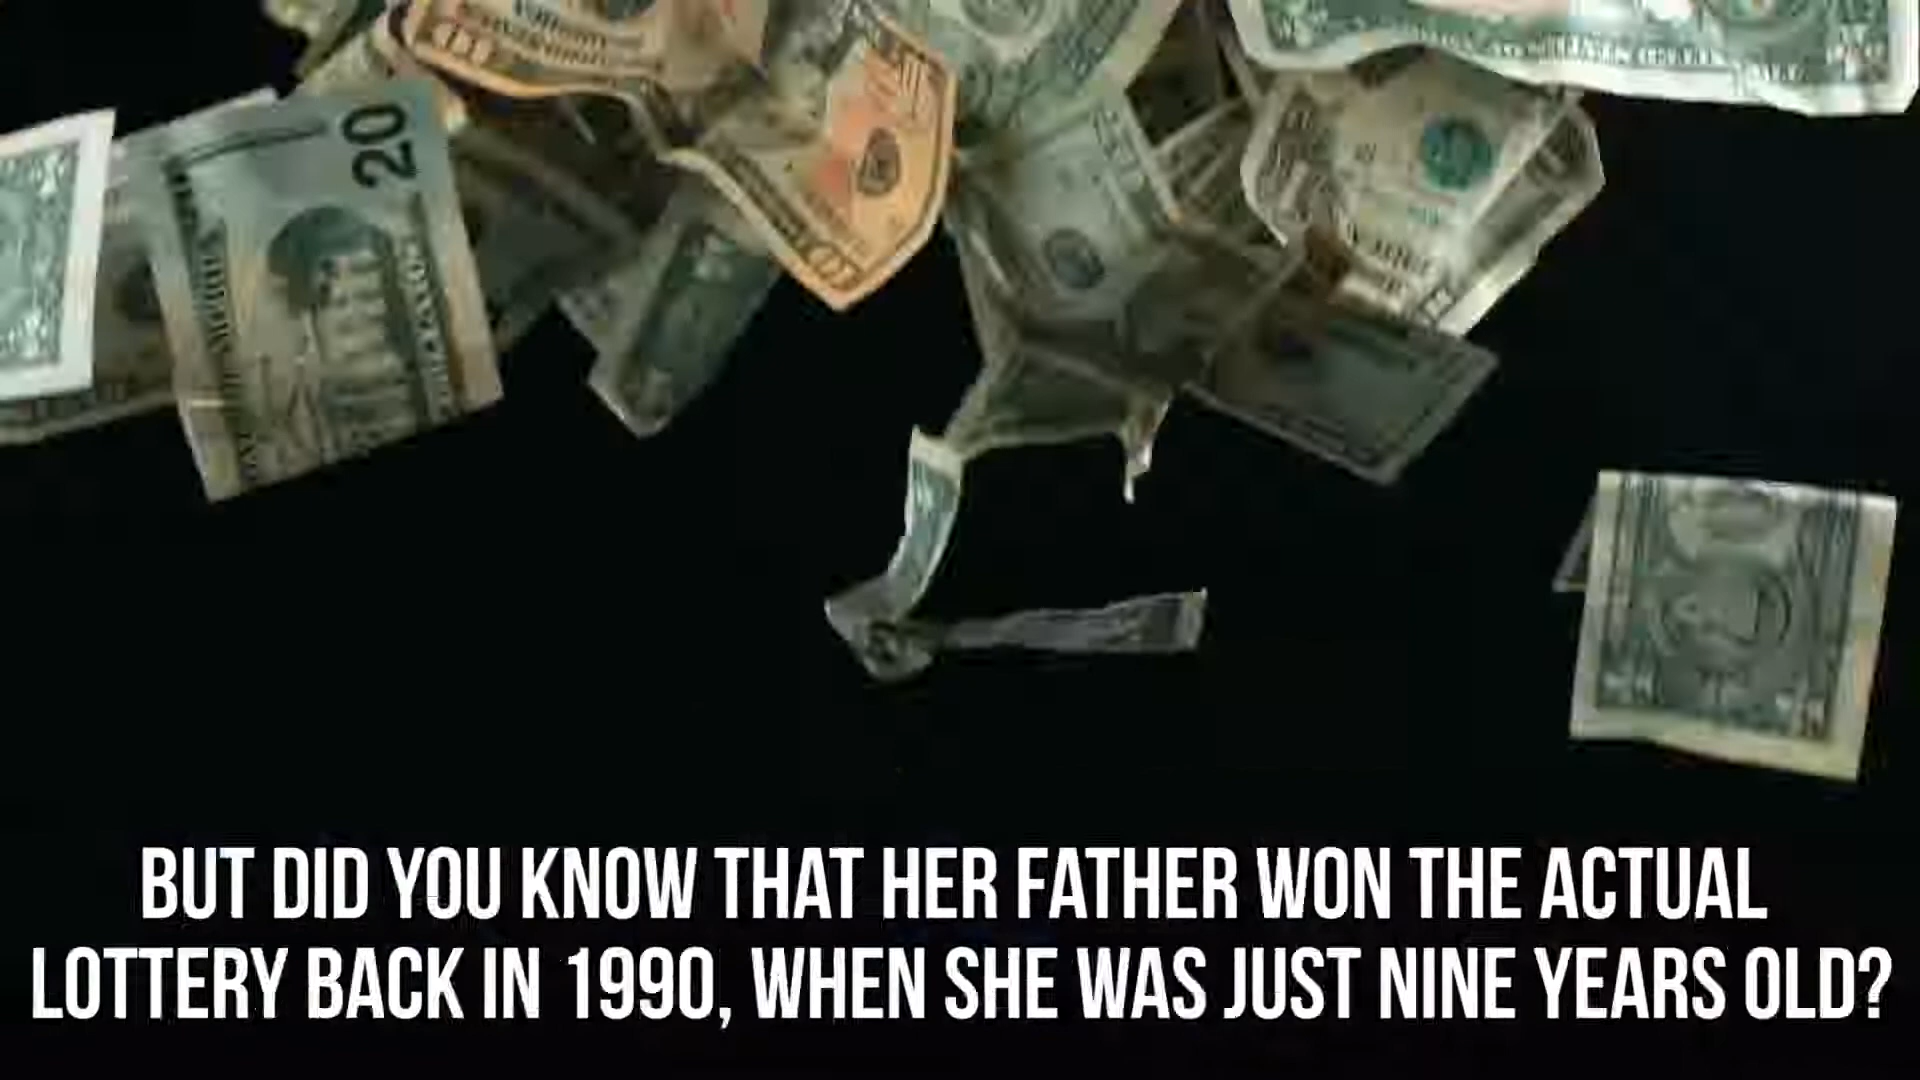 20
BUT DID YOU KNOW THAT HER FATHER WON THE ACTUAL
LOTTERY BACK IN 1990, WHEN SHE WAS JUST NINE YEARS OLD?